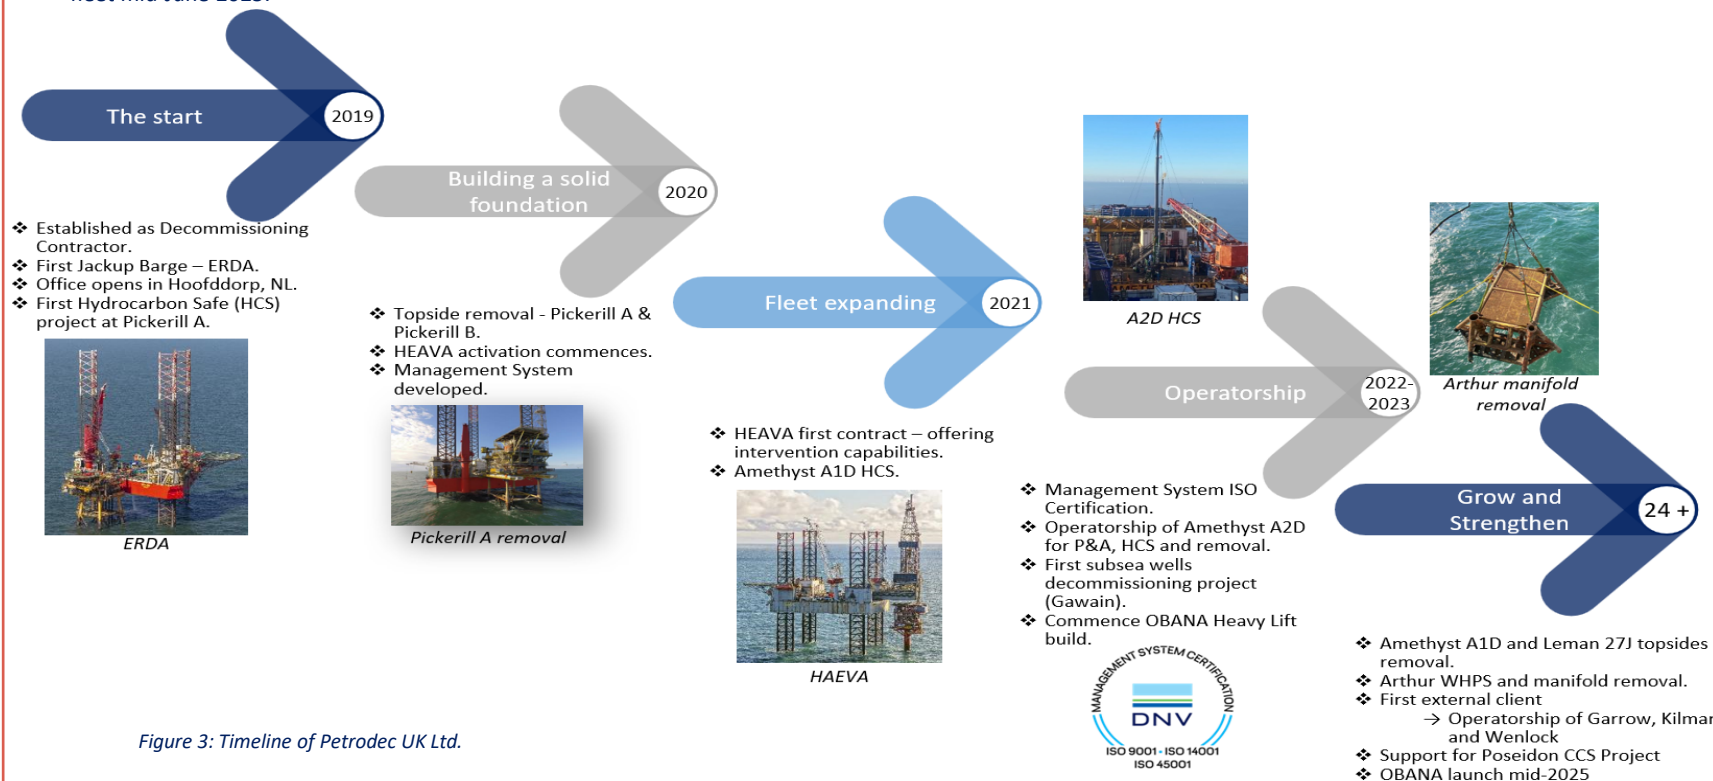 The start
2019
❖ Established as Decommissioning
Contractor.
❖ First Jackup Barge – ERDA.
❖ Office opens in Hoofddorp, NL.
❖ First Hydrocarbon Safe (HCS)
project at Pickerill A.
ERDA
Building a solid
foundation
2020
❖ Topside removal - Pickerill A &
Pickerill B.
❖ HEAVA activation commences.
❖ Management System
developed.
Pickerill A removal
Fleet expanding
2021
❖ HEAVA first contract – offering
intervention capabilities.
❖ Amethyst A1D HCS.
HAEVA
A2D HCS
Operatorship
2022-
2023
❖ Management System ISO
Certification.
❖ Operatorship of Amethyst A2D
for P&A, HCS and removal.
❖ First subsea wells
decommissioning project
(Gawain).
❖ Commence OBANA Heavy Lift
build.
MANAGEMENT SYSTEM CERTIFICATION
DNV
ISO 9001 • ISO 14001
ISO 45001
Arthur manifold
removal
Grow and
Strengthen
24 +
❖ Amethyst A1D and Leman 27J topsides
removal.
❖ Arthur WHPS and manifold removal.
❖ First external client
→ Operatorship of Garrow, Kilmar
and Wenlock
❖ Support for Poseidon CCS Project
❖ OBANA launch mid-2025
Figure 3: Timeline of Petrodec UK Ltd.